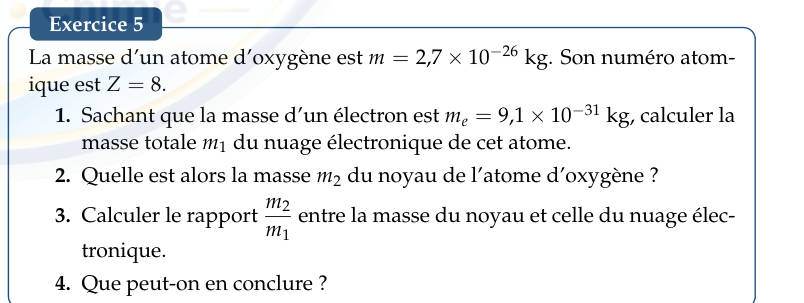 Chimie
Exercice 5
La masse d'un atome d'oxygène est m = 2,7 × 10⁻²⁶ kg. Son numéro atom-
ique est Z = 8.
1. Sachant que la masse d'un électron est mₑ = 9,1 × 10⁻³¹ kg, calculer la
masse totale m₁ du nuage électronique de cet atome.
2. Quelle est alors la masse m₂ du noyau de l'atome d'oxygène ?
3. Calculer le rapport m₂/m₁ entre la masse du noyau et celle du nuage élec-
tronique.
4. Que peut-on en conclure ?